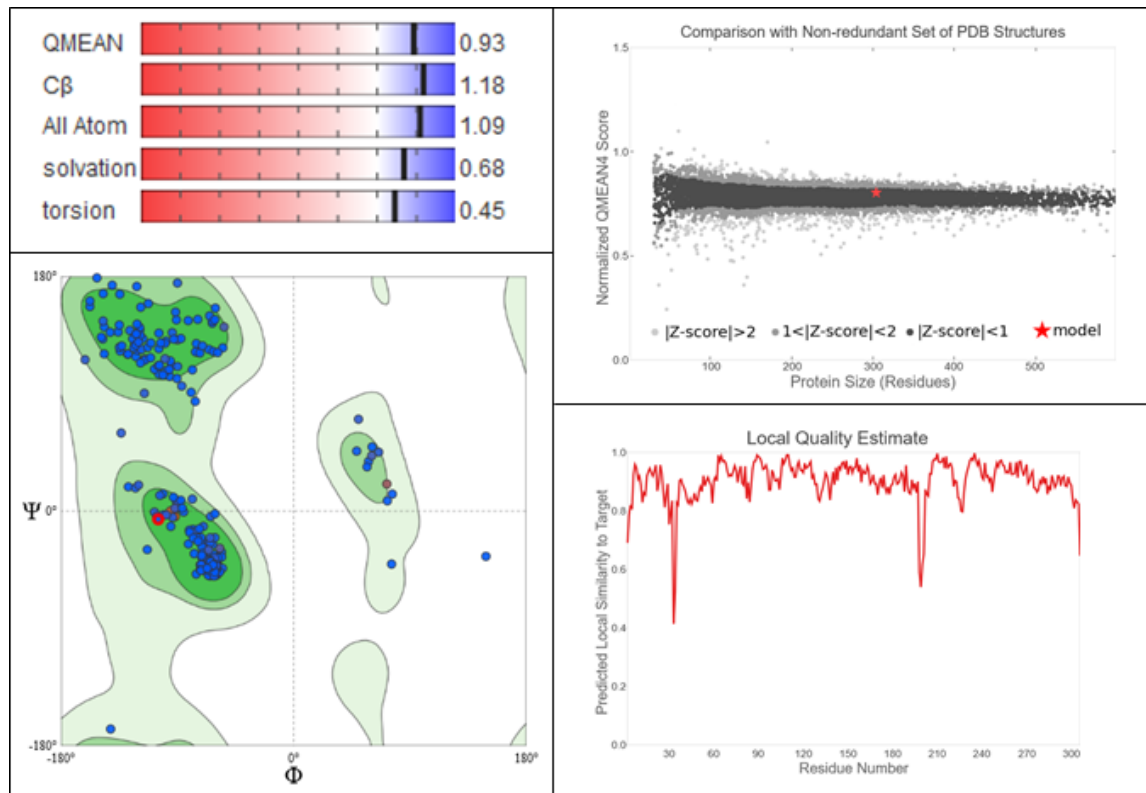 QMEAN 0.93
Cβ 1.18
All Atom 1.09
solvation 0.68
torsion 0.45
Comparison with Non-redundant Set of PDB Structures
Normalized QMEAN4 Score
1.5
1.0
0.5
0.0
|Z-score|>2 1<|Z-score|<2 |Z-score|<1 model
100 200 300 400 500
Protein Size (Residues)
180°
Ψ 0°
-180°
-180° 0° 180°
Φ
Local Quality Estimate
Predicted Local Similarity to Target
1.0
0.8
0.6
0.4
0.2
0.0
30 60 90 120 150 180 210 240 270 300
Residue Number